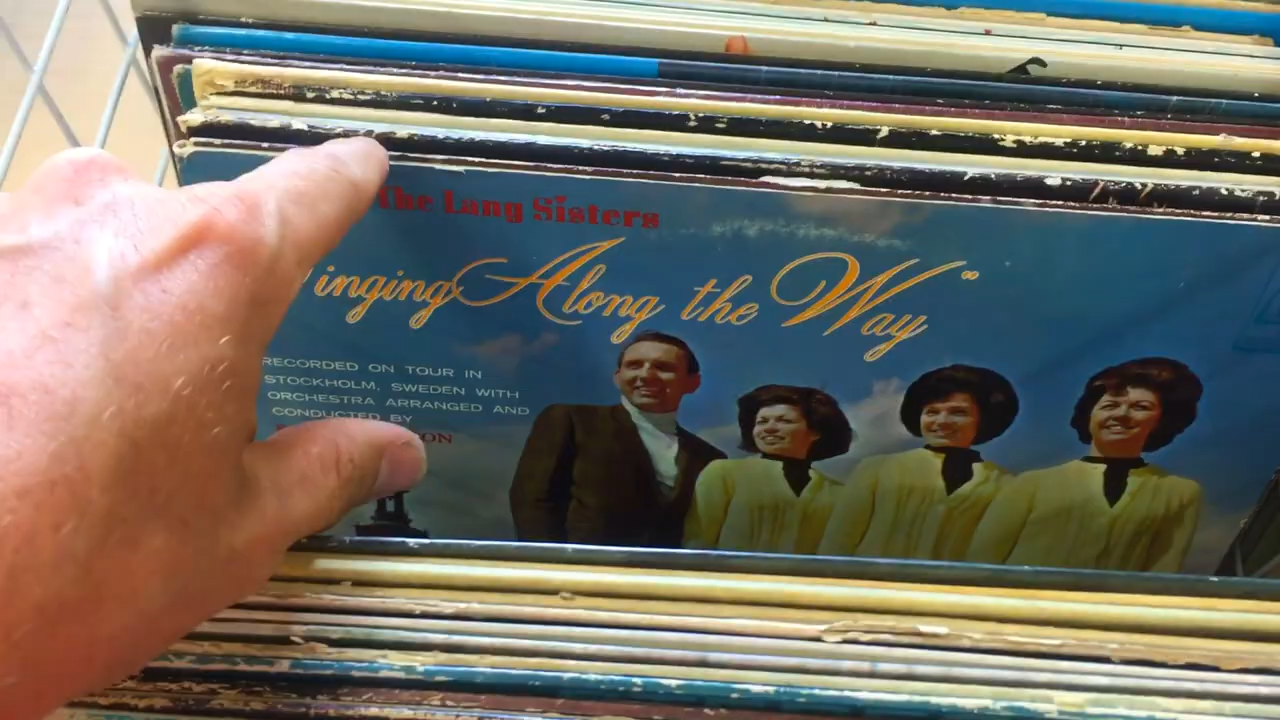 The Lang Sisters
inging Along the Way"
RECORDED ON TOUR IN
STOCKHOLM, SWEDEN WITH
ORCHESTRA ARRANGED AND
CONDUCTED BY
ON